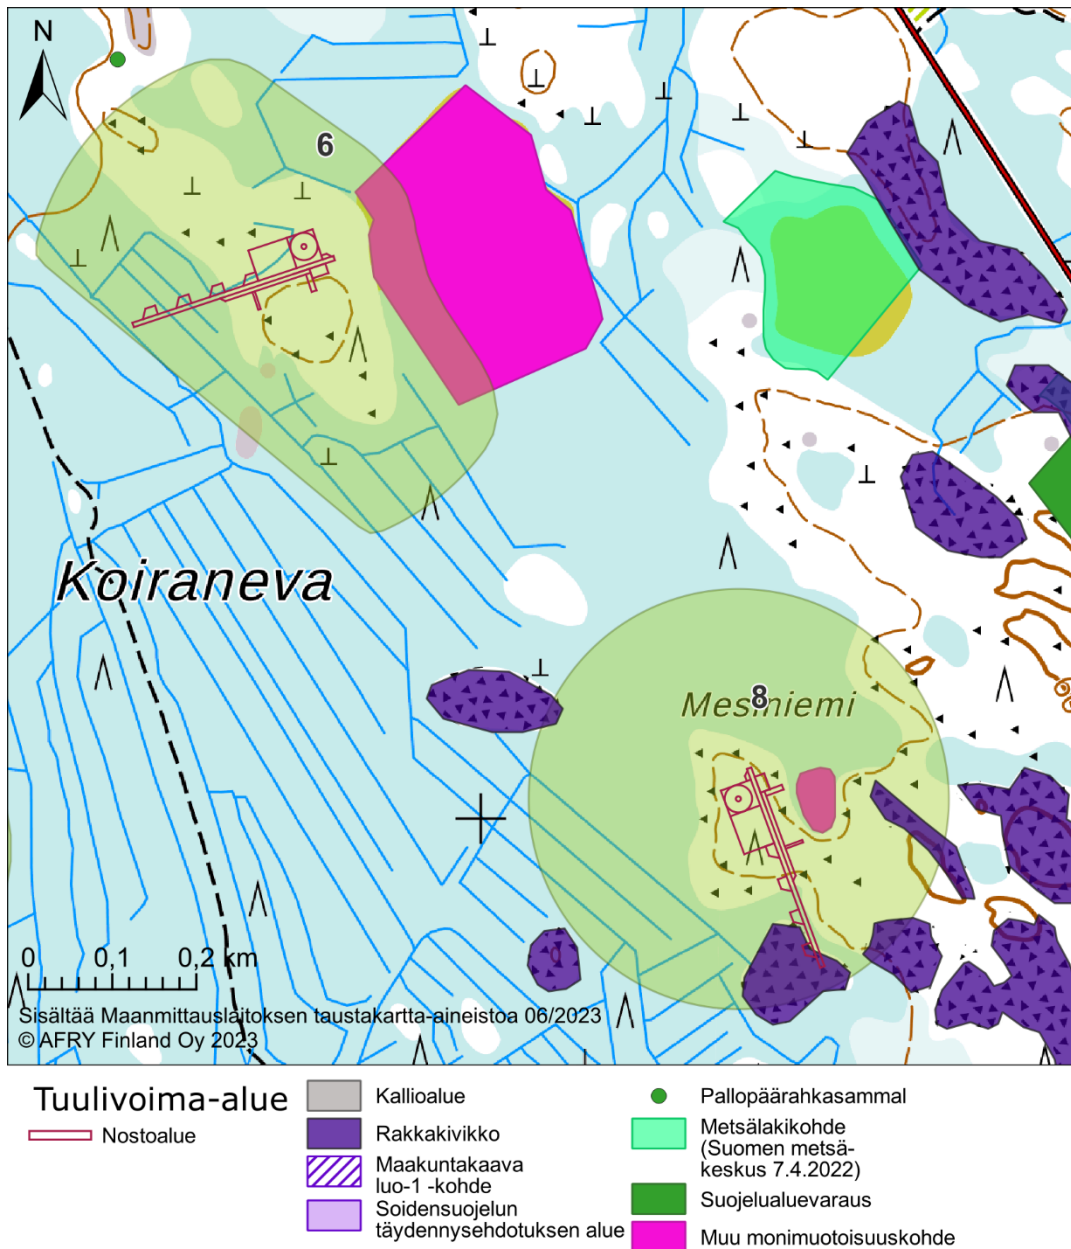 N
6
Koiraneva
8
Mesiniemi
0 0,1 0,2 km
Sisältää Maanmittauslaitoksen taustakartta-aineistoa 06/2023
© AFRY Finland Oy 2023
Tuulivoima-alue
Nostoalue
Kallioalue
Rakkakivikko
Maakuntakaava
luo-1 -kohde
Soidensuojelun
täydennysehdotuksen alue
Pallopäärahkasammal
Metsälakikohde
(Suomen metsä-
keskus 7.4.2022)
Suojelualuevaraus
Muu monimuotoisuuskohde